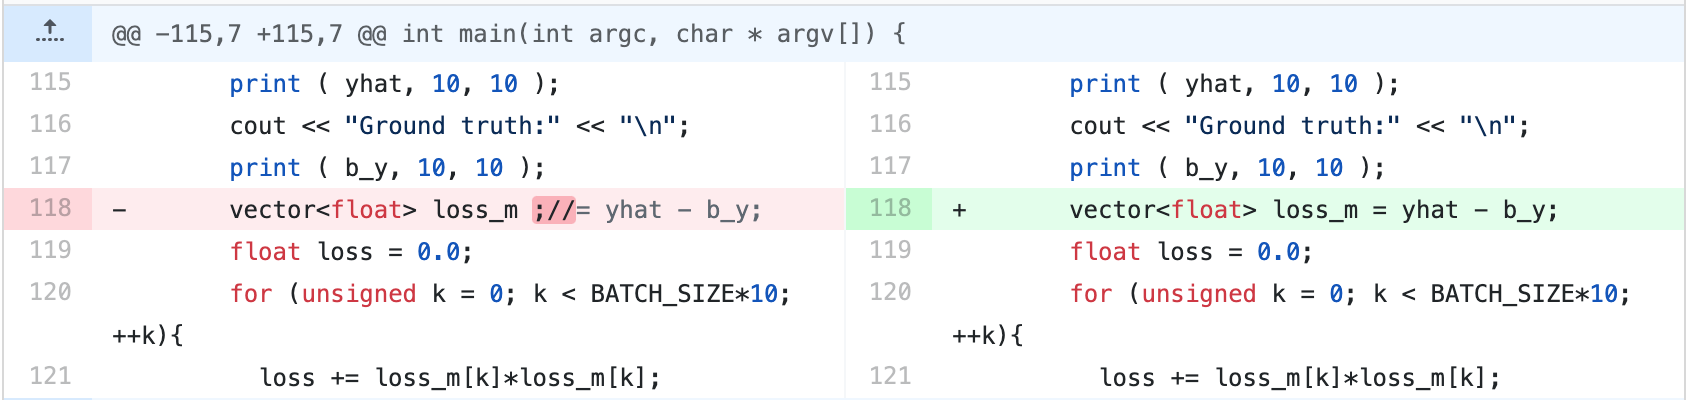 @@ -115,7 +115,7 @@ int main(int argc, char * argv[]) {
115 print ( yhat, 10, 10 );
116 cout << "Ground truth:" << "\n";
117 print ( b_y, 10, 10 );
118 - vector<float> loss_m ;//= yhat - b_y;
119 float loss = 0.0;
120 for (unsigned k = 0; k < BATCH_SIZE*10;
++k){
121 loss += loss_m[k]*loss_m[k];
115 print ( yhat, 10, 10 );
116 cout << "Ground truth:" << "\n";
117 print ( b_y, 10, 10 );
118 + vector<float> loss_m = yhat - b_y;
119 float loss = 0.0;
120 for (unsigned k = 0; k < BATCH_SIZE*10;
++k){
121 loss += loss_m[k]*loss_m[k];